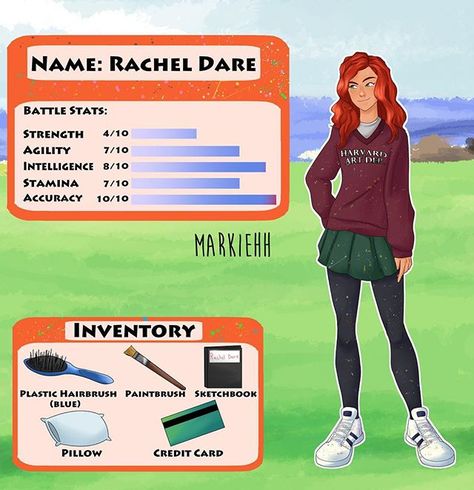 Name: Rachel Dare
Battle Stats:
Strength 4/10
Agility 7/10
Intelligence 8/10
Stamina 7/10
Accuracy 10/10
HARVARD
ART DEP
MARKIEHH
Inventory
Plastic Hairbrush (Blue)
Paintbrush
Rachel Dare
Sketchbook
Pillow
Credit Card